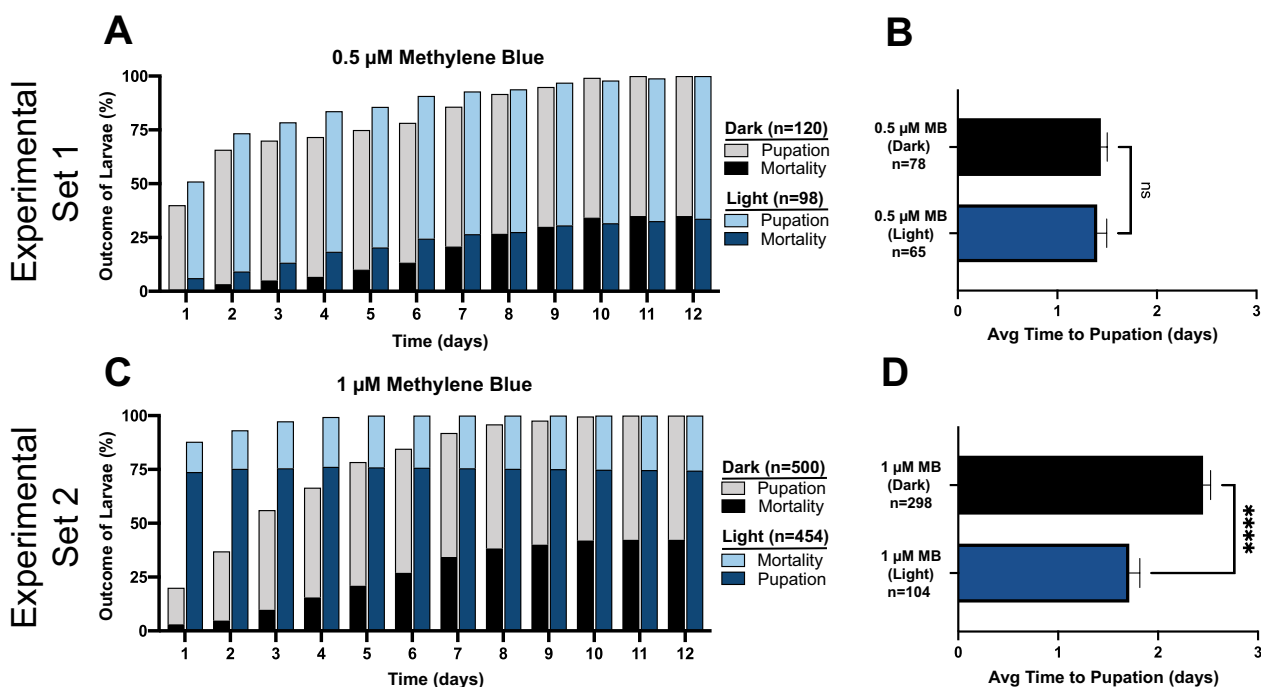 Experimental
Set 1
A
0.5 µM Methylene Blue
Outcome of Larvae (%)
100
75
50
25
0
1 2 3 4 5 6 7 8 9 10 11 12
Time (days)
Dark (n=120)
Pupation
Mortality
Light (n=98)
Pupation
Mortality
B
0.5 µM MB
(Dark)
n=78
0.5 µM MB
(Light)
n=65
ns
0 1 2 3
Avg Time to Pupation (days)
Experimental
Set 2
C
1 µM Methylene Blue
Outcome of Larvae (%)
100
75
50
25
0
1 2 3 4 5 6 7 8 9 10 11 12
Time (days)
Dark (n=500)
Pupation
Mortality
Light (n=454)
Mortality
Pupation
D
1 µM MB
(Dark)
n=298
1 µM MB
(Light)
n=104
****
0 1 2 3
Avg Time to Pupation (days)